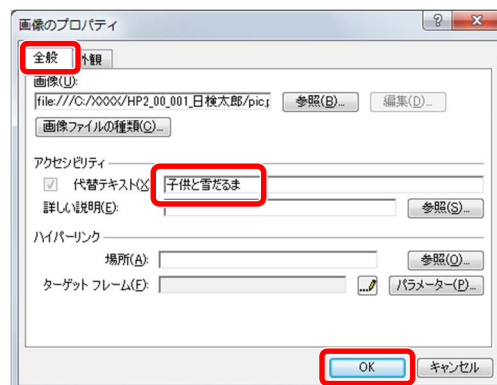 画像のプロパティ
全般 外観
画像(U):
file:///C:/XXXX/HP2_00_001_日検太郎/pic.p 参照(B)... 編集(D)...
画像ファイルの種類(C)...
アクセシビリティ
代替テキスト(X 子供と雪だるま
詳しい説明(E): 参照(S)...
ハイパーリンク
場所(A): 参照(O)...
ターゲット フレーム(F): パラメーター(P)...
OK キャンセル